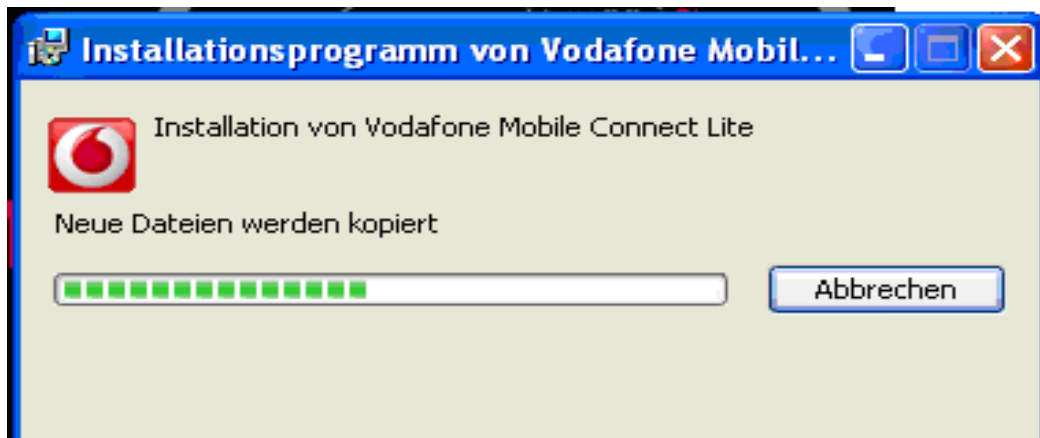 Installationsprogramm von Vodafone Mobil...
Installation von Vodafone Mobile Connect Lite
Neue Dateien werden kopiert
Abbrechen